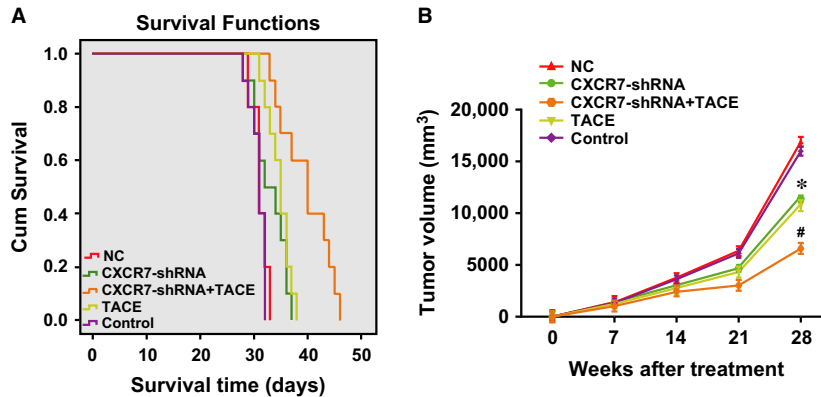 A
Survival Functions
1.0
0.8
0.6
0.4
0.2
0.0
Cum Survival
NC
CXCR7-shRNA
CXCR7-shRNA+TACE
TACE
Control
0
10
20
30
40
50
Survival time (days)
B
NC
CXCR7-shRNA
CXCR7-shRNA+TACE
TACE
Control
20,000
15,000
10,000
5000
0
Tumor volume (mm³)
*
#
0
7
14
21
28
Weeks after treatment